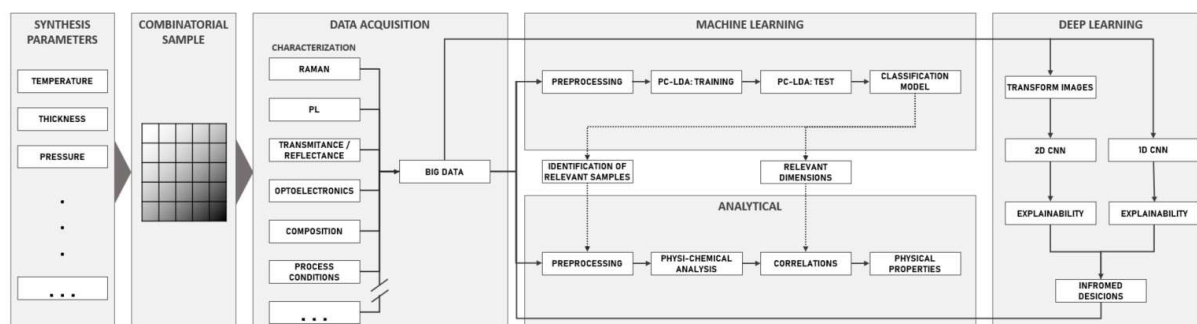 SYNTHESIS
PARAMETERS
TEMPERATURE
THICKNESS
PRESSURE
.
.
.
...
COMBINATORIAL
SAMPLE
DATA ACQUISITION
CHARACTERIZATION
RAMAN
PL
TRANSMITANCE /
REFLECTANCE
OPTOELECTRONICS
COMPOSITION
PROCESS
CONDITIONS
...
BIG DATA
MACHINE LEARNING
PREPROCESSING
PC-LDA: TRAINING
PC-LDA: TEST
CLASSIFICATION
MODEL
IDENTIFICATION OF
RELEVANT SAMPLES
RELEVANT
DIMENSIONS
ANALYTICAL
PREPROCESSING
PHYSI-CHEMICAL
ANALYSIS
CORRELATIONS
PHYSICAL
PROPERTIES
DEEP LEARNING
TRANSFORM IMAGES
2D CNN
1D CNN
EXPLAINABILITY
EXPLAINABILITY
INFROMED
DESICIONS